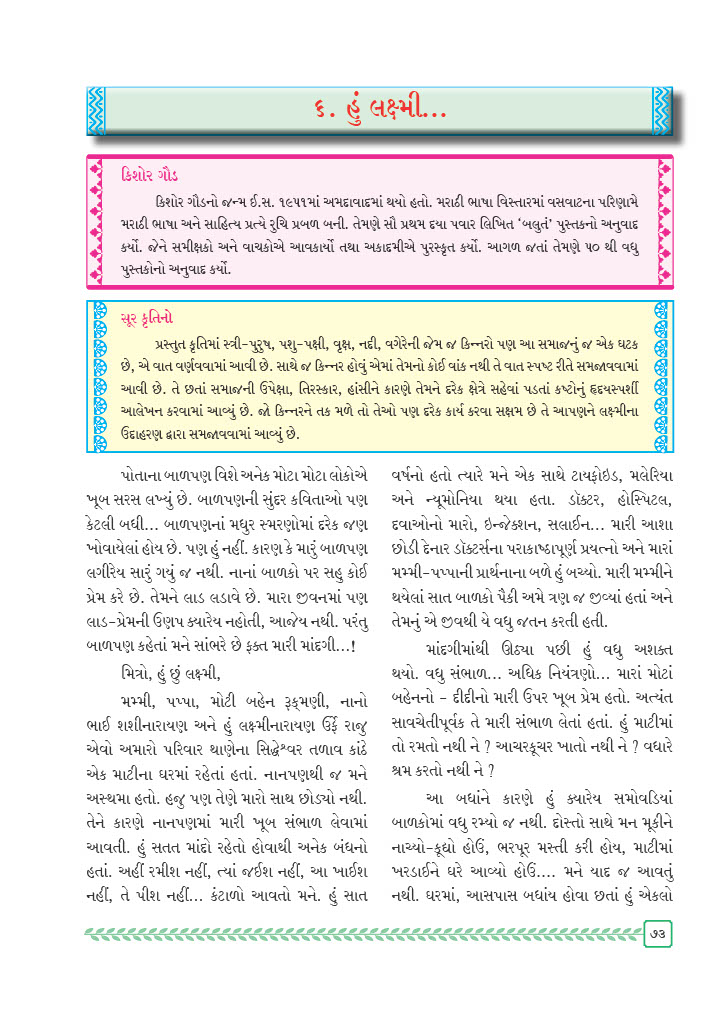 ૬. હું લક્ષ્મી...
કિશોર ગૌડ
કિશોર ગૌડનો જન્મ ઈ.સ. ૧૯૫૧માં અમદાવાદમાં થયો હતો. મરાઠી ભાષા વિસ્તારમાં વસવાટના પરિણામે
મરાઠી ભાષા અને સાહિત્ય પ્રત્યે રુચિ પ્રબળ બની. તેમણે સૌ પ્રથમ દયા પવાર લિખિત ‘બલુતં’ પુસ્તકનો અનુવાદ
કર્યો. જેને સમીક્ષકો અને વાચકોએ આવકાર્યો તથા અકાદમીએ પુરસ્કૃત કર્યો. આગળ જતાં તેમણે ૫૦ થી વધુ
પુસ્તકોનો અનુવાદ કર્યો.
સૂર કૃતિનો
પ્રસ્તુત કૃતિમાં સ્ત્રી-પુરુષ, પશુ-પક્ષી, વૃક્ષ, નદી, વગેરેની જેમ જ કિન્નરો પણ આ સમાજનું જ એક ઘટક
છે, એ વાત વર્ણવવામાં આવી છે. સાથે જ કિન્નર હોવું એમાં તેમનો કોઈ વાંક નથી તે વાત સ્પષ્ટ રીતે સમજાવવામાં
આવી છે. તે છતાં સમાજની ઉપેક્ષા, તિરસ્કાર, હાંસીને કારણે તેમને દરેક ક્ષેત્રે સહેવાં પડતાં કષ્ટોનું હૃદયસ્પર્શી
આલેખન કરવામાં આવ્યું છે. જો કિન્નરને તક મળે તો તેઓ પણ દરેક કાર્ય કરવા સક્ષમ છે તે આપણને લક્ષ્મીના
ઉદાહરણ દ્વારા સમજાવવામાં આવ્યું છે.
પોતાના બાળપણ વિશે અનેક મોટા મોટા લોકોએ
ખૂબ સરસ લખ્યું છે. બાળપણની સુંદર કવિતાઓ પણ
કેટલી બધી... બાળપણનાં મધુર સ્મરણોમાં દરેક જણ
ખોવાયેલાં હોય છે. પણ હું નહીં. કારણ કે મારું બાળપણ
લગીરેય સારું ગયું જ નથી. નાનાં બાળકો પર સહુ કોઈ
પ્રેમ કરે છે. તેમને લાડ લડાવે છે. મારા જીવનમાં પણ
લાડ-પ્રેમની ઉણપ ક્યારેય નહોતી, આજેય નથી. પરંતુ
બાળપણ કહેતાં મને સાંભરે છે ફક્ત મારી માંદગી...!
મિત્રો, હું છું લક્ષ્મી,
મમ્મી, પપ્પા, મોટી બહેન રૂક્મણી, નાનો
ભાઈ શશીનારાયણ અને હું લક્ષ્મીનારાયણ ઉર્ફે રાજુ
એવો અમારો પરિવાર થાણેના સિદ્ધેશ્વર તળાવ કાંઠે
એક માટીના ઘરમાં રહેતાં હતાં. નાનપણથી જ મને
અસ્થમા હતો. હજુ પણ તેણે મારો સાથ છોડ્યો નથી.
તેને કારણે નાનપણમાં મારી ખૂબ સંભાળ લેવામાં
આવતી. હું સતત માંદો રહેતો હોવાથી અનેક બંધનો
હતાં. અહીં રમીશ નહીં, ત્યાં જઈશ નહીં, આ ખાઈશ
નહીં, તે પીશ નહીં... કંટાળો આવતો મને. હું સાત
વર્ષનો હતો ત્યારે મને એક સાથે ટાયફોઇડ, મલેરિયા
અને ન્યૂમોનિયા થયા હતા. ડૉક્ટર, હોસ્પિટલ,
દવાઓનો મારો, ઇન્જેક્શન, સલાઈન... મારી આશા
છોડી દેનાર ડૉક્ટર્સના પરાકાષ્ઠાપૂર્ણ પ્રયત્નો અને મારાં
મમ્મી-પપ્પાની પ્રાર્થનાના બળે હું બચ્યો. મારી મમ્મીને
થયેલાં સાત બાળકો પૈકી અમે ત્રણ જ જીવ્યાં હતાં અને
તેમનું એ જીવથી યે વધુ જતન કરતી હતી.
માંદગીમાંથી ઊઠ્યા પછી હું વધુ અશક્ત
થયો. વધુ સંભાળ... અધિક નિયંત્રણો... મારાં મોટાં
બહેનનો - દીદીનો મારી ઉપર ખૂબ પ્રેમ હતો. અત્યંત
સાવચેતીપૂર્વક તે મારી સંભાળ લેતાં હતાં. હું માટીમાં
તો રમતો નથી ને ? આચરકૂચર ખાતો નથી ને ? વધારે
શ્રમ કરતો નથી ને ?
આ બધાંને કારણે હું ક્યારેય સમોવડિયાં
બાળકોમાં વધુ રમ્યો જ નથી. દોસ્તો સાથે મન મૂકીને
નાચ્યો-કૂદ્યો હોઉં, ભરપૂર મસ્તી કરી હોય, માટીમાં
ખરડાઈને ઘરે આવ્યો હોઉં.... મને યાદ જ આવતું
નથી. ઘરમાં, આસપાસ બધાંય હોવા છતાં હું એકલો
૭૩